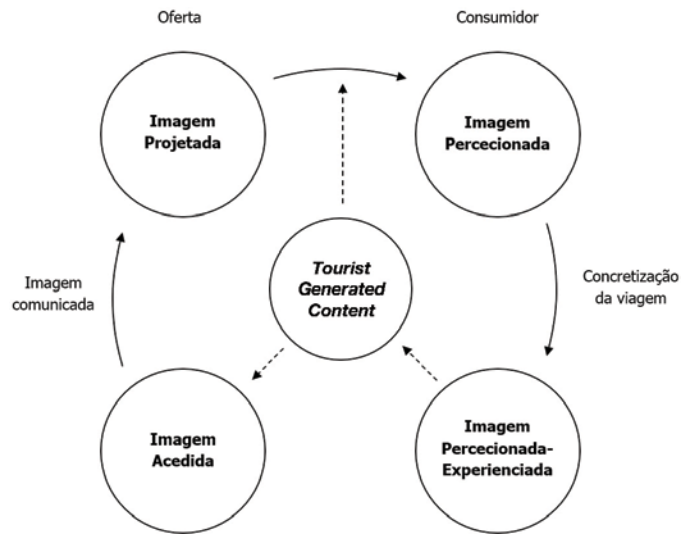 Oferta
Consumidor
Imagem
Projetada
Imagem
Percecionada
Tourist
Generated
Content
Imagem
comunicada
Concretização
da viagem
Imagem
Acedida
Imagem
Percecionada-
Experienciada